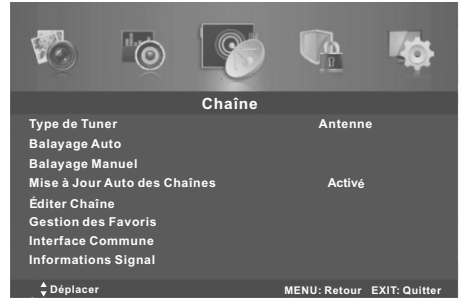 Chaîne
Type de Tuner Antenne
Balayage Auto
Balayage Manuel
Mise à Jour Auto des Chaînes Activé
Éditer Chaîne
Gestion des Favoris
Interface Commune
Informations Signal
Déplacer MENU: Retour EXIT: Quitter